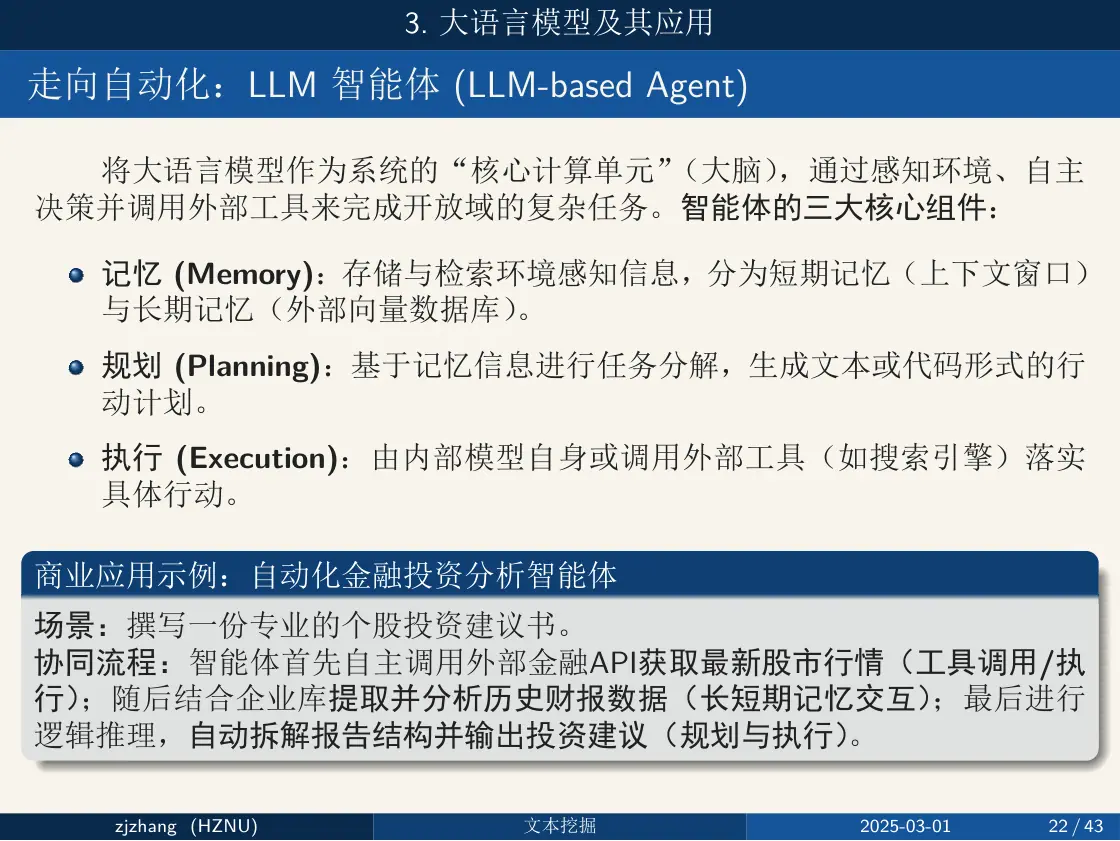 3. 大语言模型及其应用
走向自动化：LLM 智能体 (LLM-based Agent)
将大语言模型作为系统的“核心计算单元”（大脑），通过感知环境、自主
决策并调用外部工具来完成开放域的复杂任务。智能体的三大核心组件：
记忆 (Memory)：存储与检索环境感知信息，分为短期记忆（上下文窗口）
与长期记忆（外部向量数据库）。
规划 (Planning)：基于记忆信息进行任务分解，生成文本或代码形式的行
动计划。
执行 (Execution)：由内部模型自身或调用外部工具（如搜索引擎）落实
具体行动。
商业应用示例：自动化金融投资分析智能体
场景：撰写一份专业的个股投资建议书。
协同流程：智能体首先自主调用外部金融API获取最新股市行情（工具调用/执
行）；随后结合企业库提取并分析历史财报数据（长短期记忆交互）；最后进行
逻辑推理，自动拆解报告结构并输出投资建议（规划与执行）。
zjzhang (HZNU) 文本挖掘 2025-03-01 22 / 43